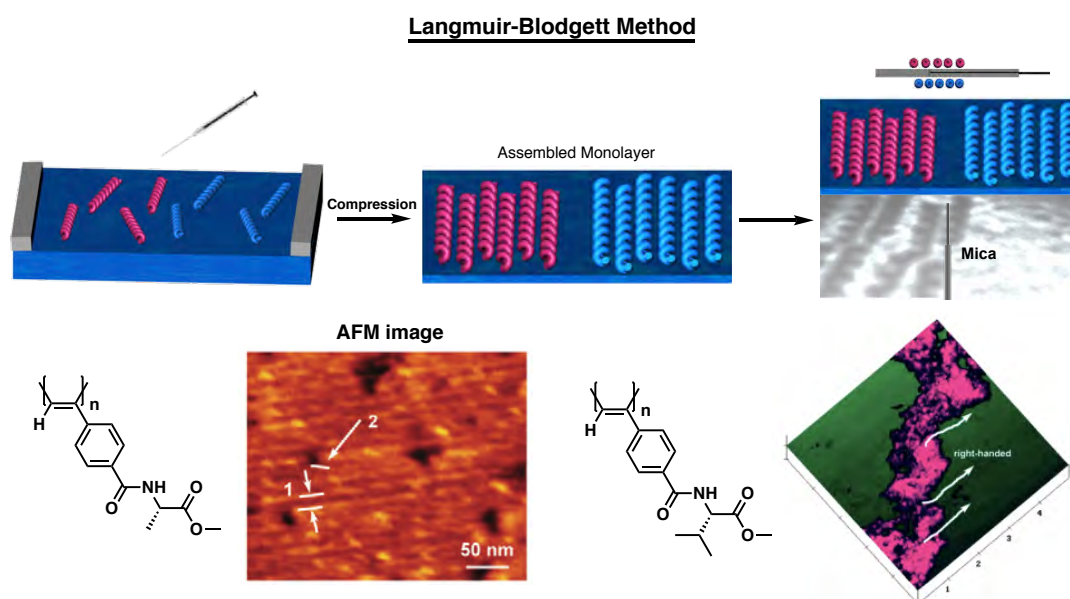 Langmuir-Blodgett Method
Assembled Monolayer
Compression
Mica
AFM image
n
H
O
NH
O
OCH
2
1
50 nm
n
H
O
NH
O
O
right-handed
1
2
3
4